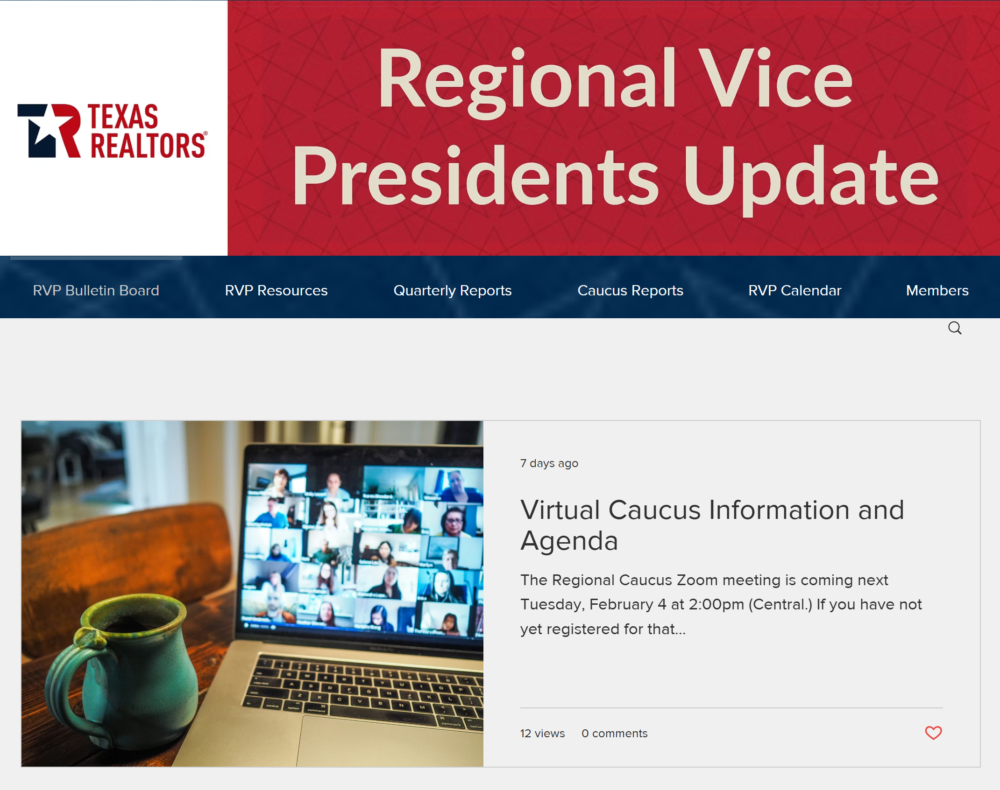 TEXAS
REALTORS®
Regional Vice
Presidents Update
RVP Bulletin Board
RVP Resources
Quarterly Reports
Caucus Reports
RVP Calendar
Members
7 days ago
Virtual Caucus Information and
Agenda
The Regional Caucus Zoom meeting is coming next
Tuesday, February 4 at 2:00pm (Central.) If you have not
yet registered for that...
12 views
0 comments